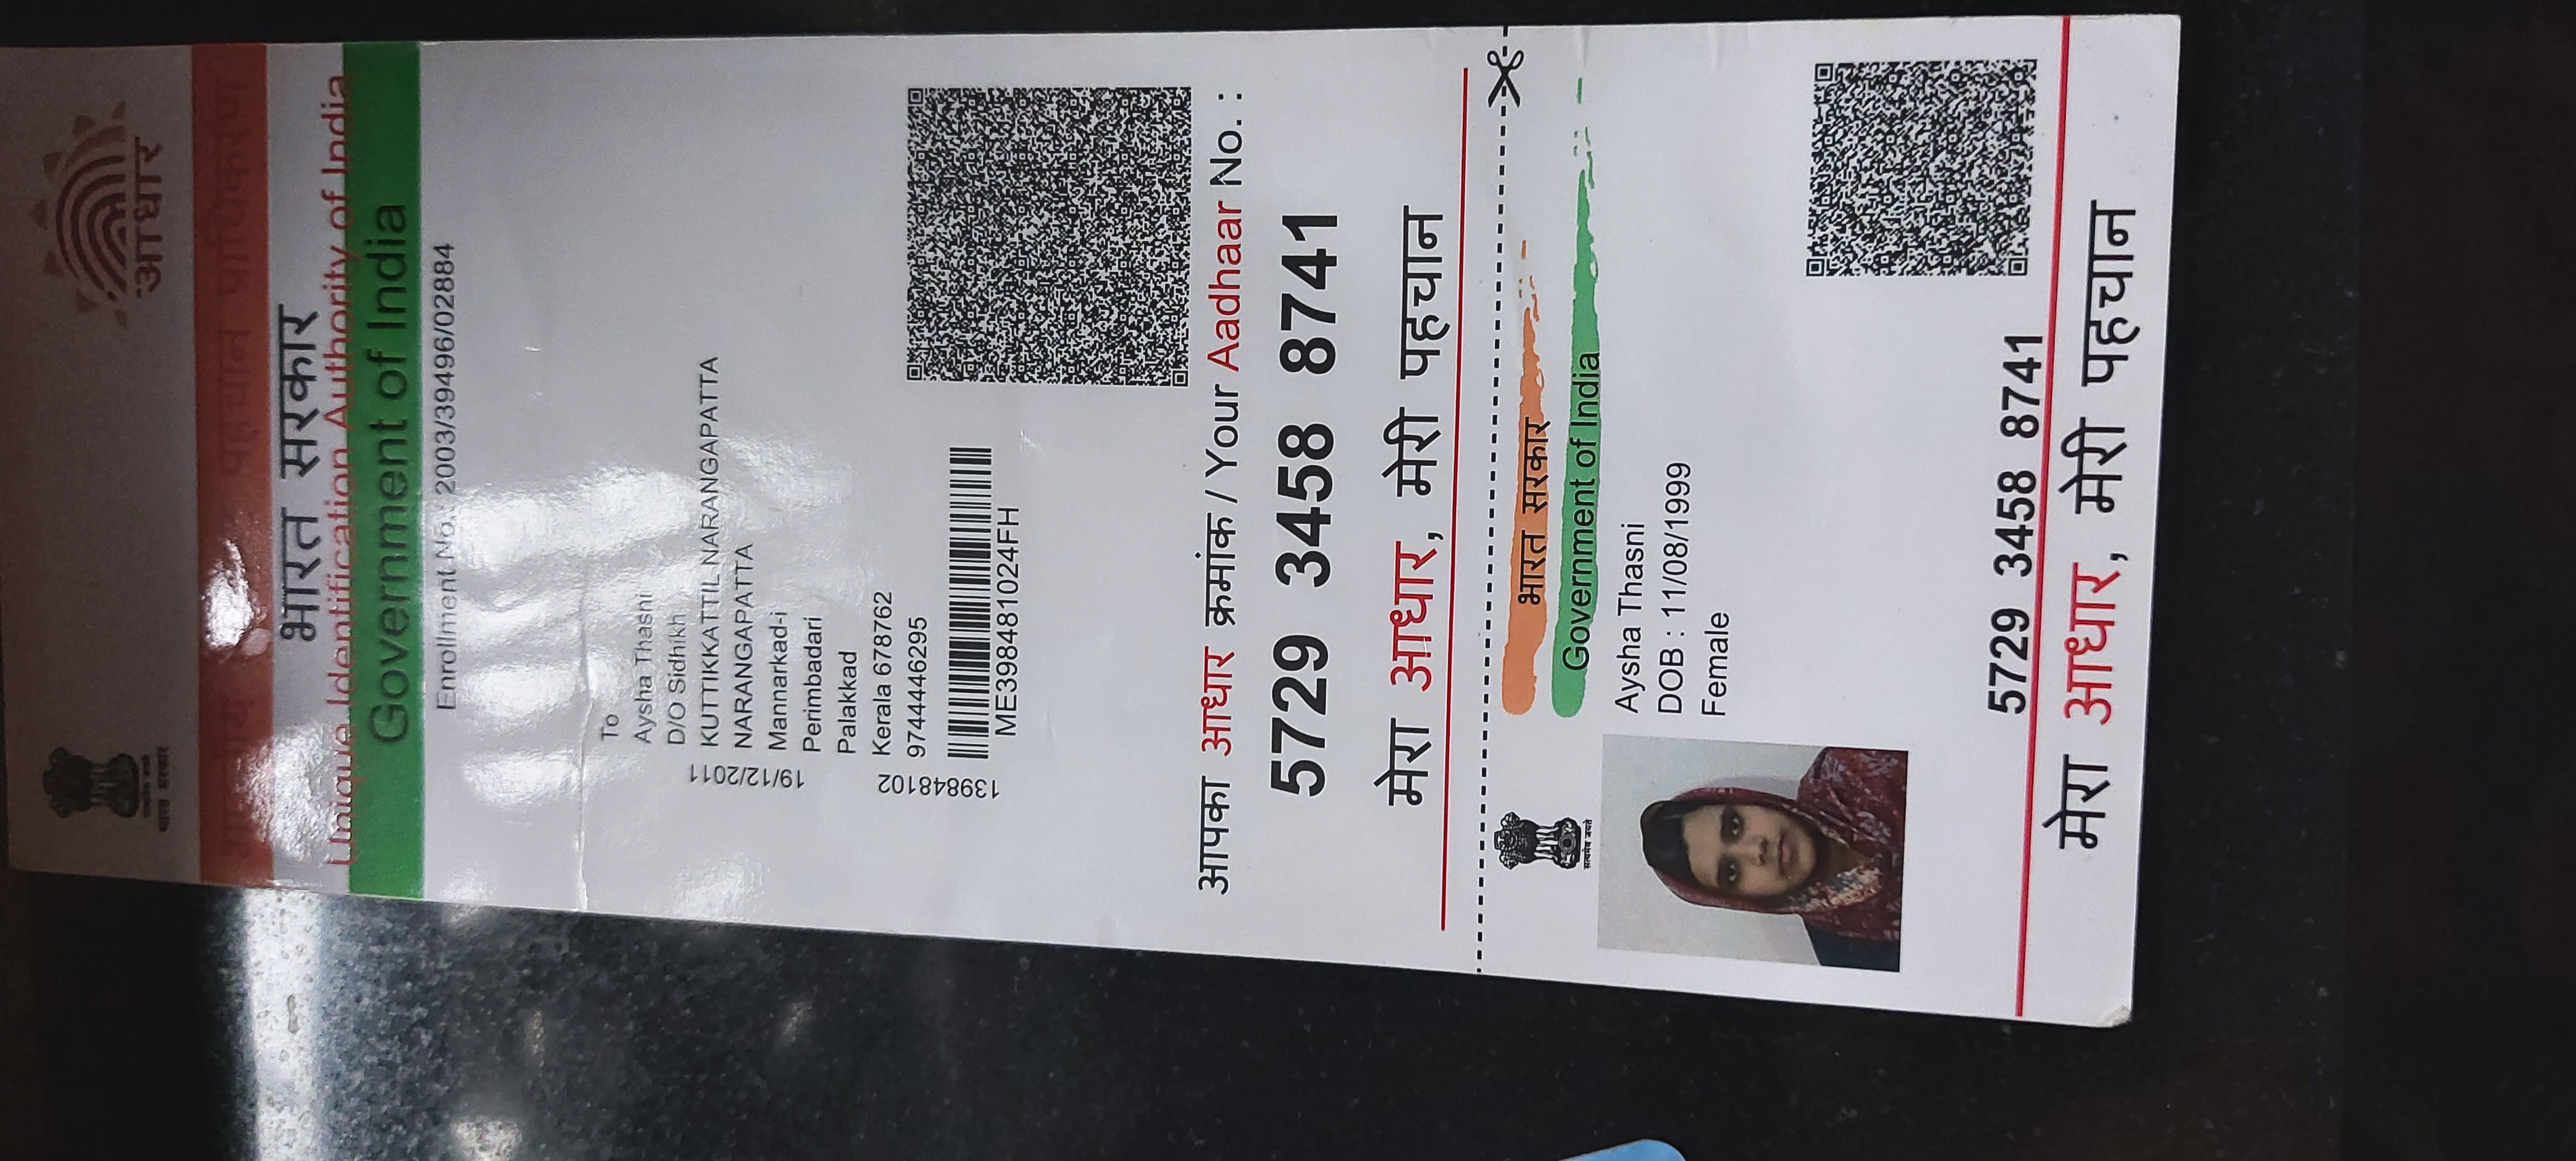 सत्यमेव जयते
भारत सरकार
आधार
पहचान प्राधिकरण
भारत सरकार
Unique Identification Authority of India
Government of India
Enrollment No.: 2003/39496/02884
To
Aysha Thasni
D/O Sidhikh
KUTTIKKATTIL NARANGAPATTA
NARANGAPATTA
Mannarkad-i
Perimbadari
Palakkad
Kerala 678762
9744446295
19/12/2011
139848102
ME398481024FH
आपका आधार क्रमांक / Your Aadhaar No. :
5729 3458 8741
मेरा आधार, मेरी पहचान
सत्यमेव जयते
भारत सरकार
Government of India
Aysha Thasni
DOB : 11/08/1999
Female
5729 3458 8741
मेरा आधार, मेरी पहचान